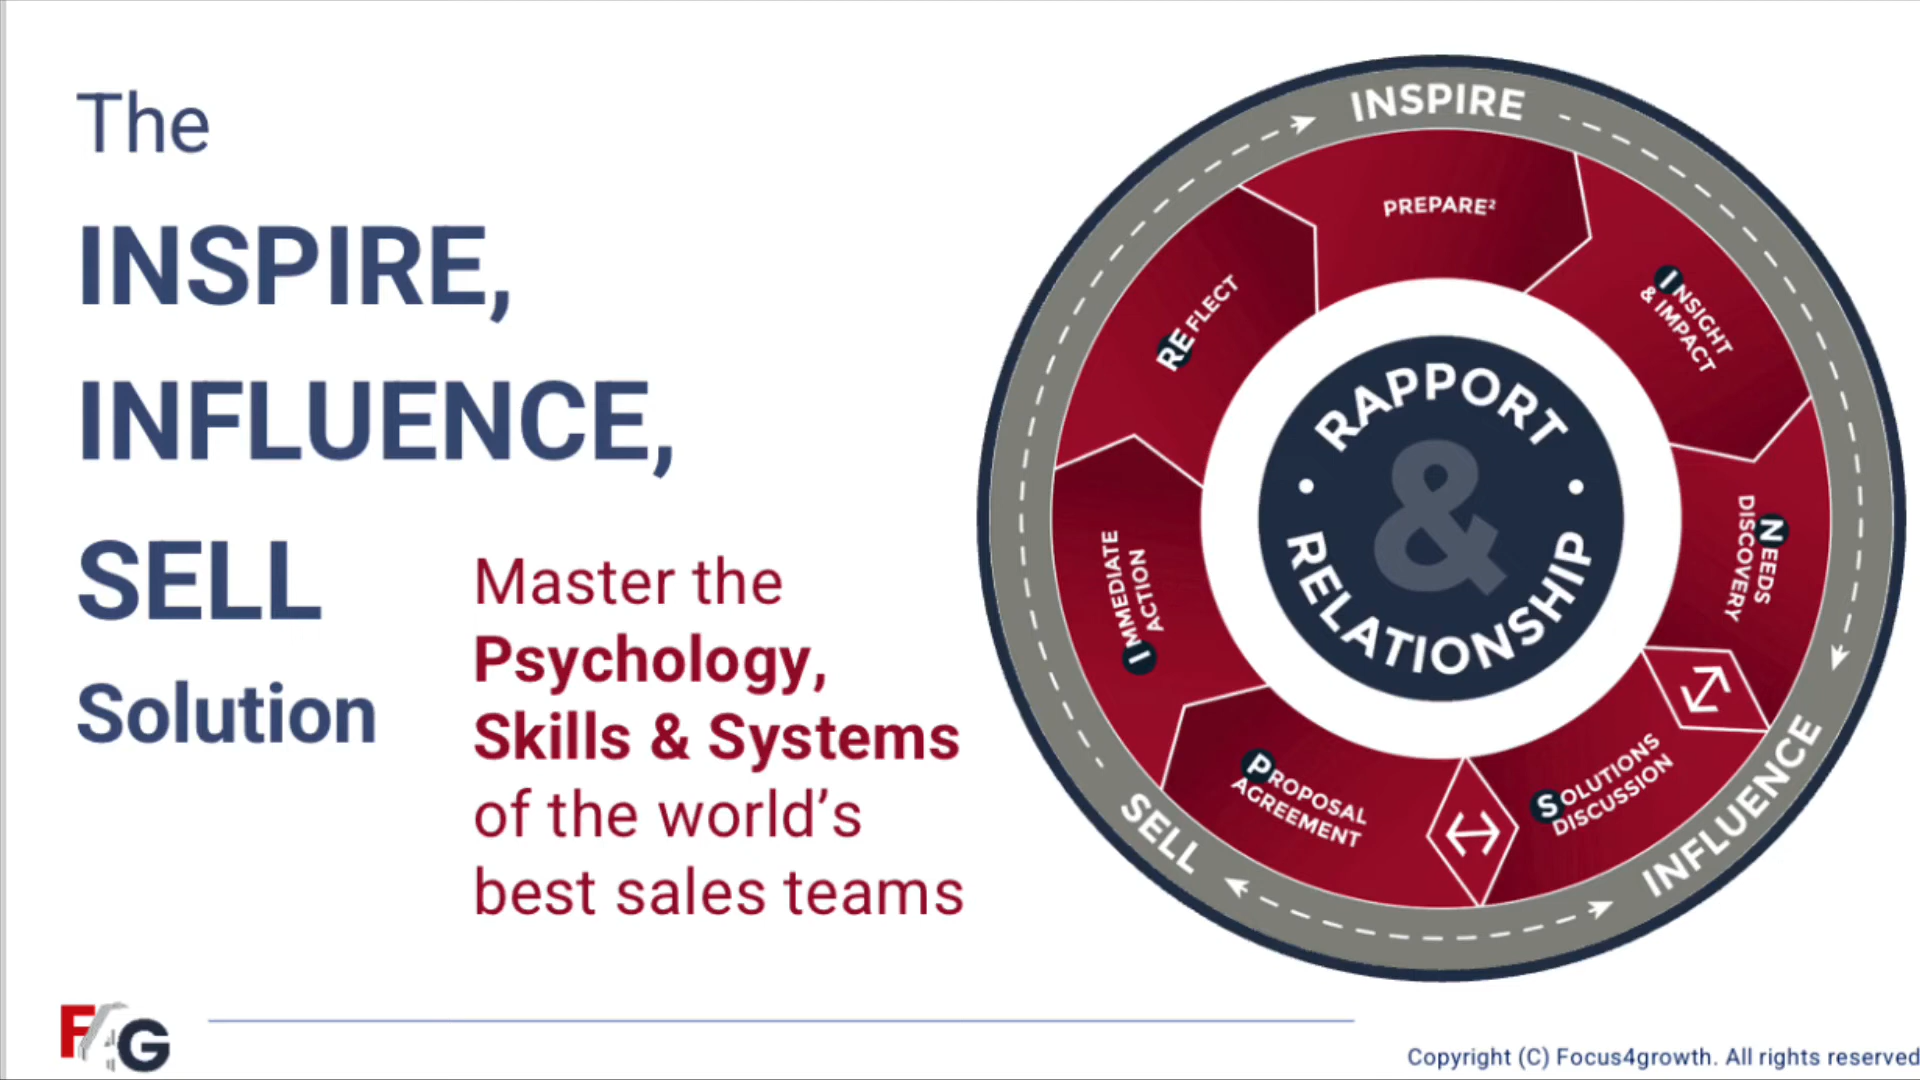 The
INSPIRE,
INFLUENCE,
SELL
Solution
Master the
Psychology,
Skills & Systems
of the world’s
best sales teams
INSPIRE
INFLUENCE
SELL
PREPARE²
INSIGHT
& IMPACT
NEEDS
DISCOVERY
SOLUTIONS
DISCUSSION
PROPOSAL
AGREEMENT
IMMEDIATE
ACTION
REFLECT
RAPPORT
&
RELATIONSHIP
F4G
Copyright (C) Focus4growth. All rights reserved